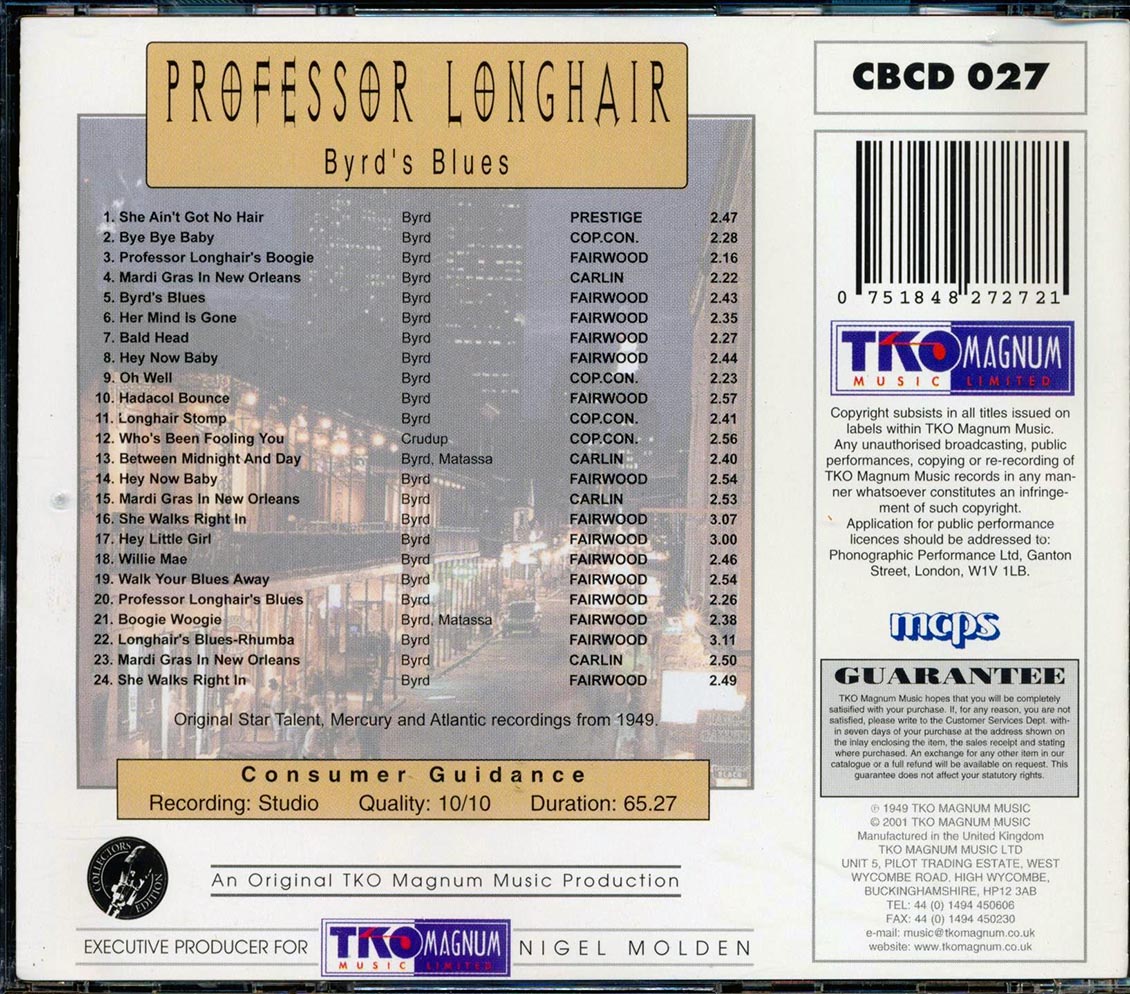 PROFESSOR LONGHAIR
Byrd's Blues
1. She Ain't Got No Hair Byrd PRESTIGE 2.47
2. Bye Bye Baby Byrd COP.CON. 2.28
3. Professor Longhair's Boogie Byrd FAIRWOOD 2.16
4. Mardi Gras In New Orleans Byrd CARLIN 2.22
5. Byrd's Blues Byrd FAIRWOOD 2.43
6. Her Mind Is Gone Byrd FAIRWOOD 2.35
7. Bald Head Byrd FAIRWOOD 2.27
8. Hey Now Baby Byrd FAIRWOOD 2.44
9. Oh Well Byrd COP.CON. 2.23
10. Hadacol Bounce Byrd FAIRWOOD 2.57
11. Longhair Stomp Byrd COP.CON. 2.41
12. Who's Been Fooling You Crudup COP.CON. 2.56
13. Between Midnight And Day Byrd, Matassa CARLIN 2.40
14. Hey Now Baby Byrd FAIRWOOD 2.54
15. Mardi Gras In New Orleans Byrd CARLIN 2.53
16. She Walks Right In Byrd FAIRWOOD 3.07
17. Hey Little Girl Byrd FAIRWOOD 3.00
18. Willie Mae Byrd FAIRWOOD 2.46
19. Walk Your Blues Away Byrd FAIRWOOD 2.54
20. Professor Longhair's Blues Byrd FAIRWOOD 2.26
21. Boogie Woogie Byrd, Matassa FAIRWOOD 2.38
22. Longhair's Blues-Rhumba Byrd FAIRWOOD 3.11
23. Mardi Gras In New Orleans Byrd CARLIN 2.50
24. She Walks Right In Byrd FAIRWOOD 2.49
Original Star Talent, Mercury and Atlantic recordings from 1949.
Consumer Guidance
Recording: Studio Quality: 10/10 Duration: 65.27
COLLECTORS EDITION
An Original TKO Magnum Music Production
EXECUTIVE PRODUCER FOR TKO MAGNUM NIGEL MOLDEN
MUSIC LIMITED
CBCD 027
0 751848 272721
TKO MAGNUM
MUSIC LIMITED
Copyright subsists in all titles issued on
labels within TKO Magnum Music.
Any unauthorised broadcasting, public
performances, copying or re-recording of
TKO Magnum Music records in any man-
ner whatsoever constitutes an infringe-
ment of such copyright.
Application for public performance
licences should be addressed to:
Phonographic Performance Ltd, Ganton
Street, London, W1V 1LB.
mcps
GUARANTEE
TKO Magnum Music hopes that you will be completely
satisified with your purchase. If, for any reason, you are not
satisfied, please write to the Customer Services Dept. with-
in seven days of your purchase at the address shown on
the inlay enclosing the item, the sales receipt and stating
where purchased. An exchange for any other item in our
catalogue or a full refund will be available on request. This
guarantee does not affect your statutory rights.
℗ 1949 TKO MAGNUM MUSIC
© 2001 TKO MAGNUM MUSIC
Manufactured in the United Kingdom
TKO MAGNUM MUSIC LTD
UNIT 5, PILOT TRADING ESTATE, WEST
WYCOMBE ROAD. HIGH WYCOMBE,
BUCKINGHAMSHIRE, HP12 3AB
TEL: 44 (0) 1494 450606
FAX: 44 (0) 1494 450230
e-mail: music@tkomagnum.co.uk
website: www.tkomagnum.co.uk